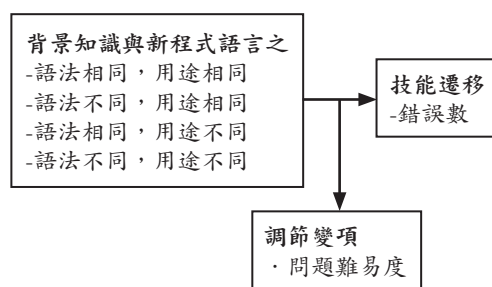 背景知識與新程式語言之
-語法相同，用途相同
-語法不同，用途相同
-語法相同，用途不同
-語法不同，用途不同
技能遷移
-錯誤數
調節變項
·問題難易度